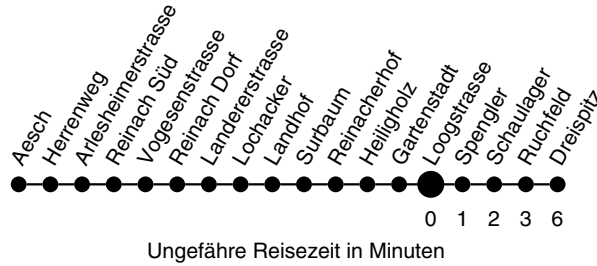 Aesch
Herrenweg
Arlesheimerstrasse
Reinach Süd
Vogesenstrasse
Reinach Dorf
Landererstrasse
Lochacker
Landhof
Surbaum
Reinacherhof
Heiligholz
Gartenstadt
Loogstrasse
Spengler
Schaulager
Ruchfeld
Dreispitz
0 1 2 3 6
Ungefähre Reisezeit in Minuten